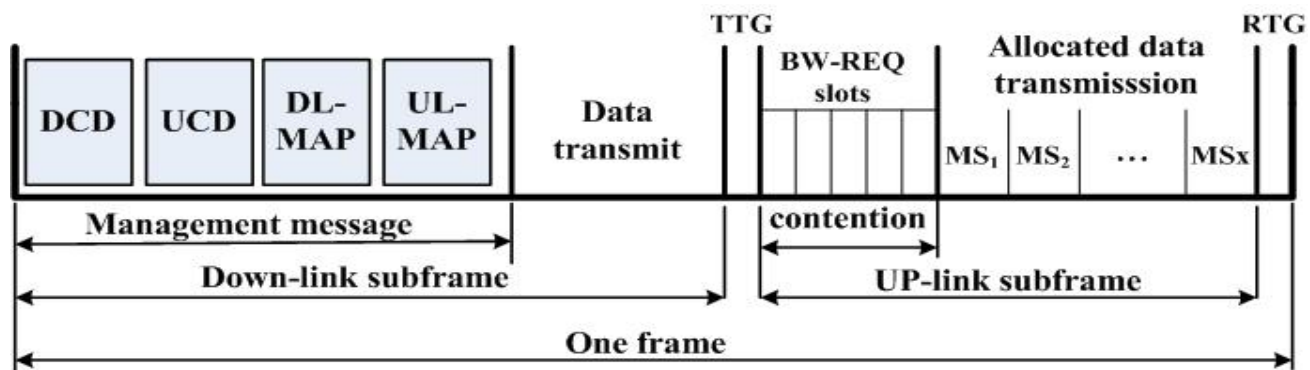 TTG
RTG
DCD
UCD
DL-
MAP
UL-
MAP
Data
transmit
BW-REQ
slots
Allocated data
transmisssion
MS₁
MS₂
...
MSx
Management message
contention
Down-link subframe
UP-link subframe
One frame